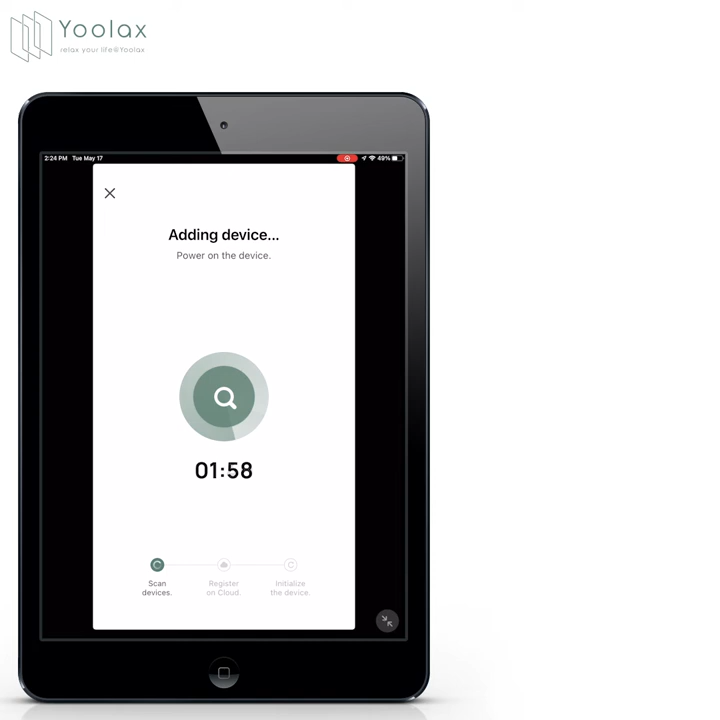 Yoolax
relax your life@Yoolax
2:24 PM Tue May 17
49%
Adding device...
Power on the device.
01:58
Scan
devices.
Register
on Cloud.
Initialize
the device.